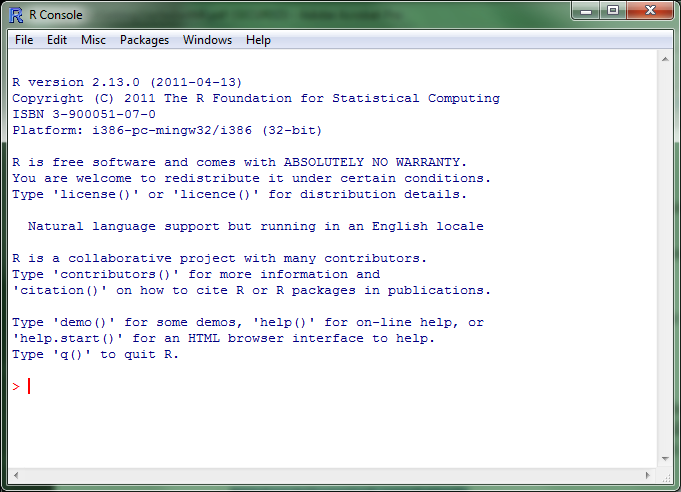 R Console
File Edit Misc Packages Windows Help
R version 2.13.0 (2011-04-13)
Copyright (C) 2011 The R Foundation for Statistical Computing
ISBN 3-900051-07-0
Platform: i386-pc-mingw32/i386 (32-bit)
R is free software and comes with ABSOLUTELY NO WARRANTY.
You are welcome to redistribute it under certain conditions.
Type 'license()' or 'licence()' for distribution details.
Natural language support but running in an English locale
R is a collaborative project with many contributors.
Type 'contributors()' for more information and
'citation()' on how to cite R or R packages in publications.
Type 'demo()' for some demos, 'help()' for on-line help, or
'help.start()' for an HTML browser interface to help.
Type 'q()' to quit R.
>